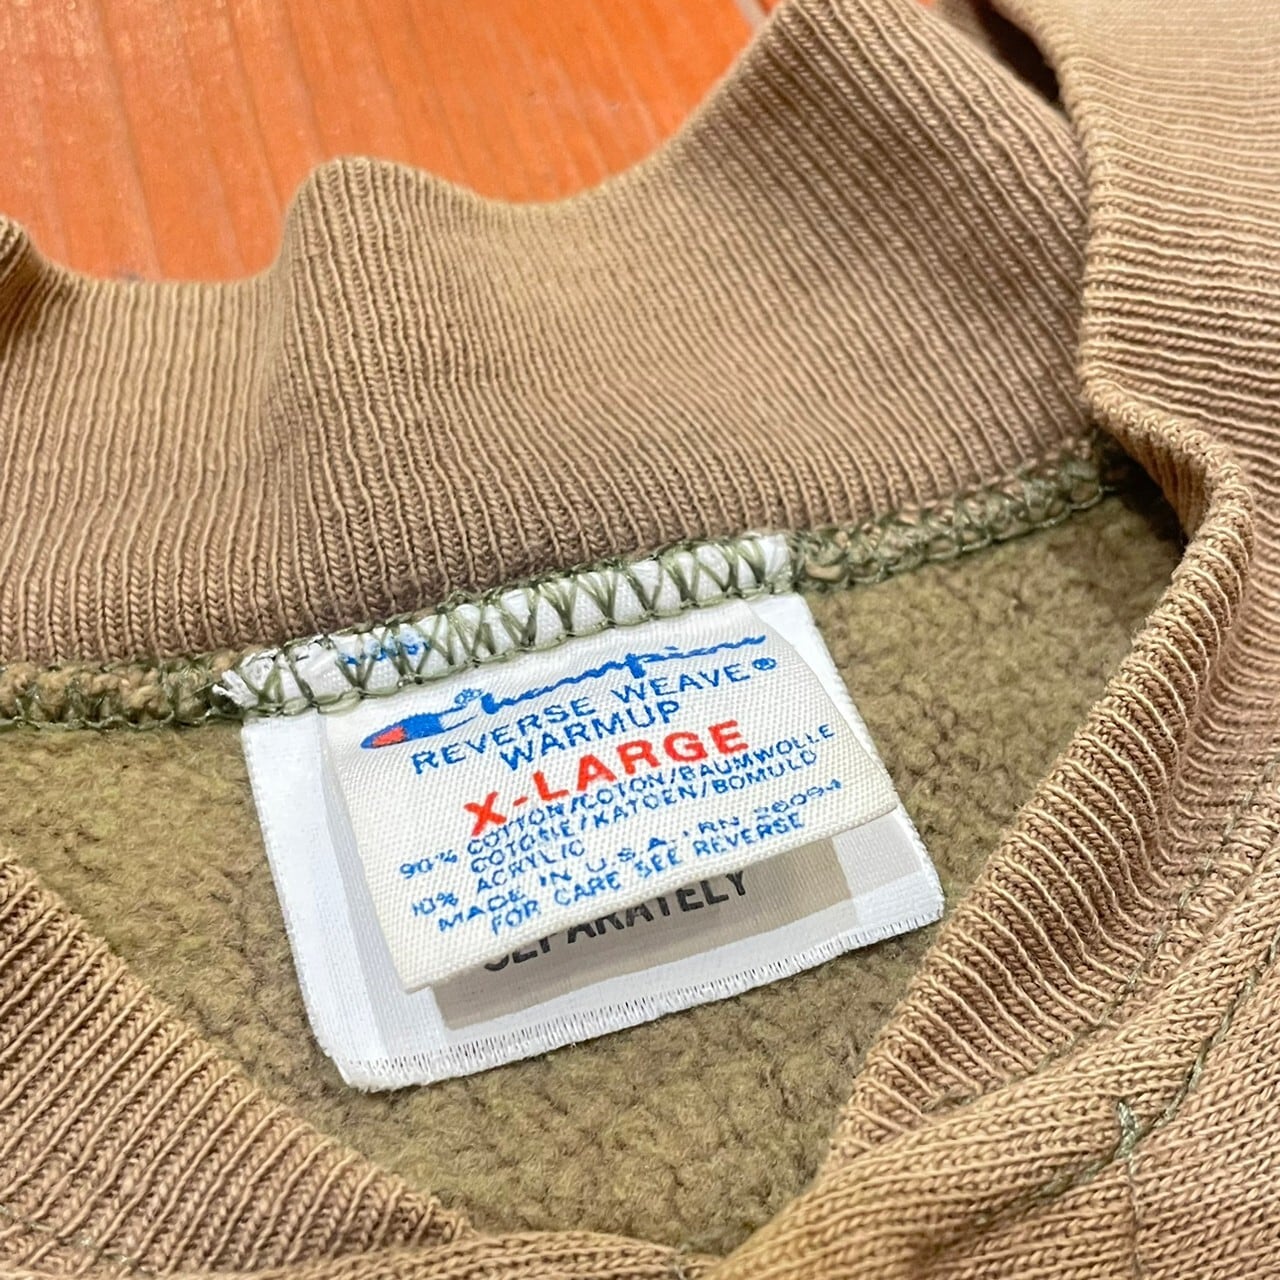 Champion®
REVERSE WEAVE®
WARMUP
X-LARGE
90% COTTON/COTON/BAUMWOLLE
COTONE/KATOEN/BOMULD
10% ACRYLIC
MADE IN U.S.A. RN 26094
FOR CARE SEE REVERSE
SEPARATELY